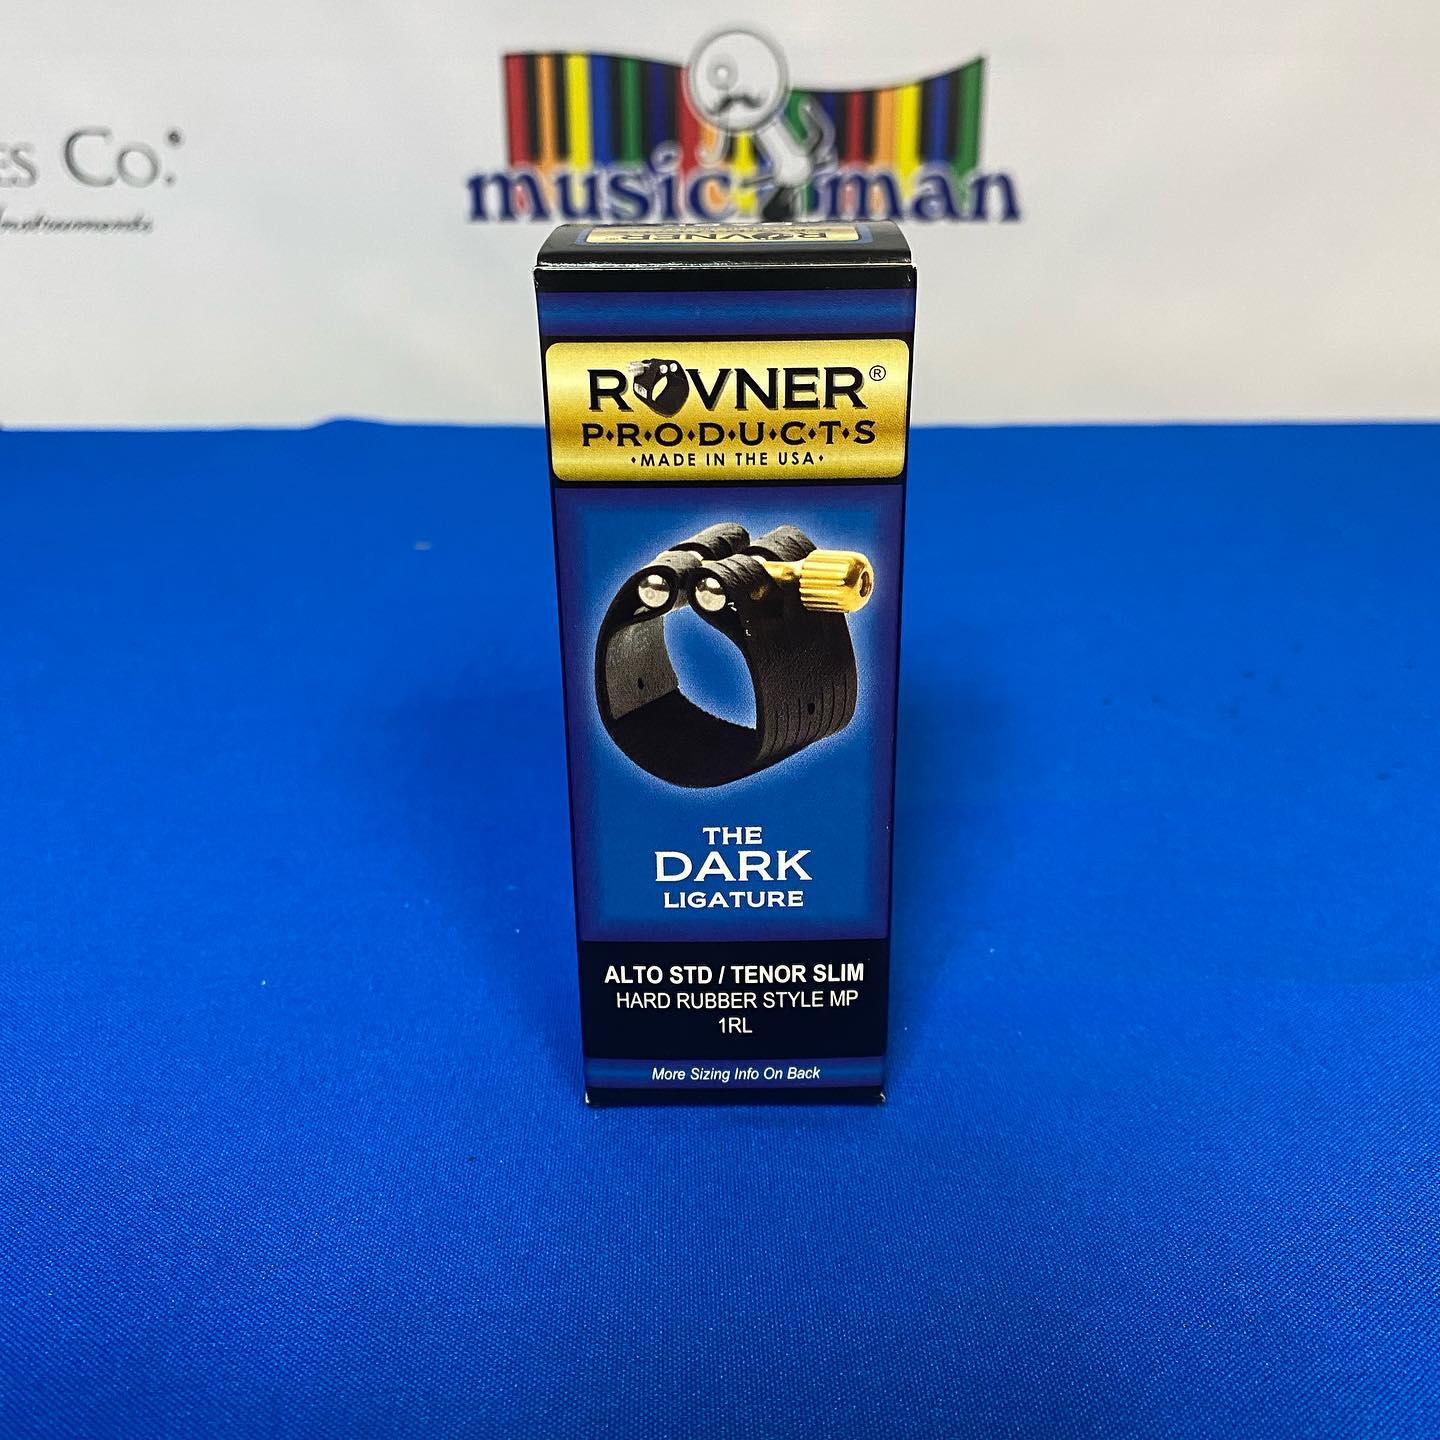 Co.
music man
ROVNER®
ROVNER®
P•R•O•D•U•C•T•S
•MADE IN THE USA•
THE
DARK
LIGATURE
ALTO STD / TENOR SLIM
HARD RUBBER STYLE MP
1RL
More Sizing Info On Back